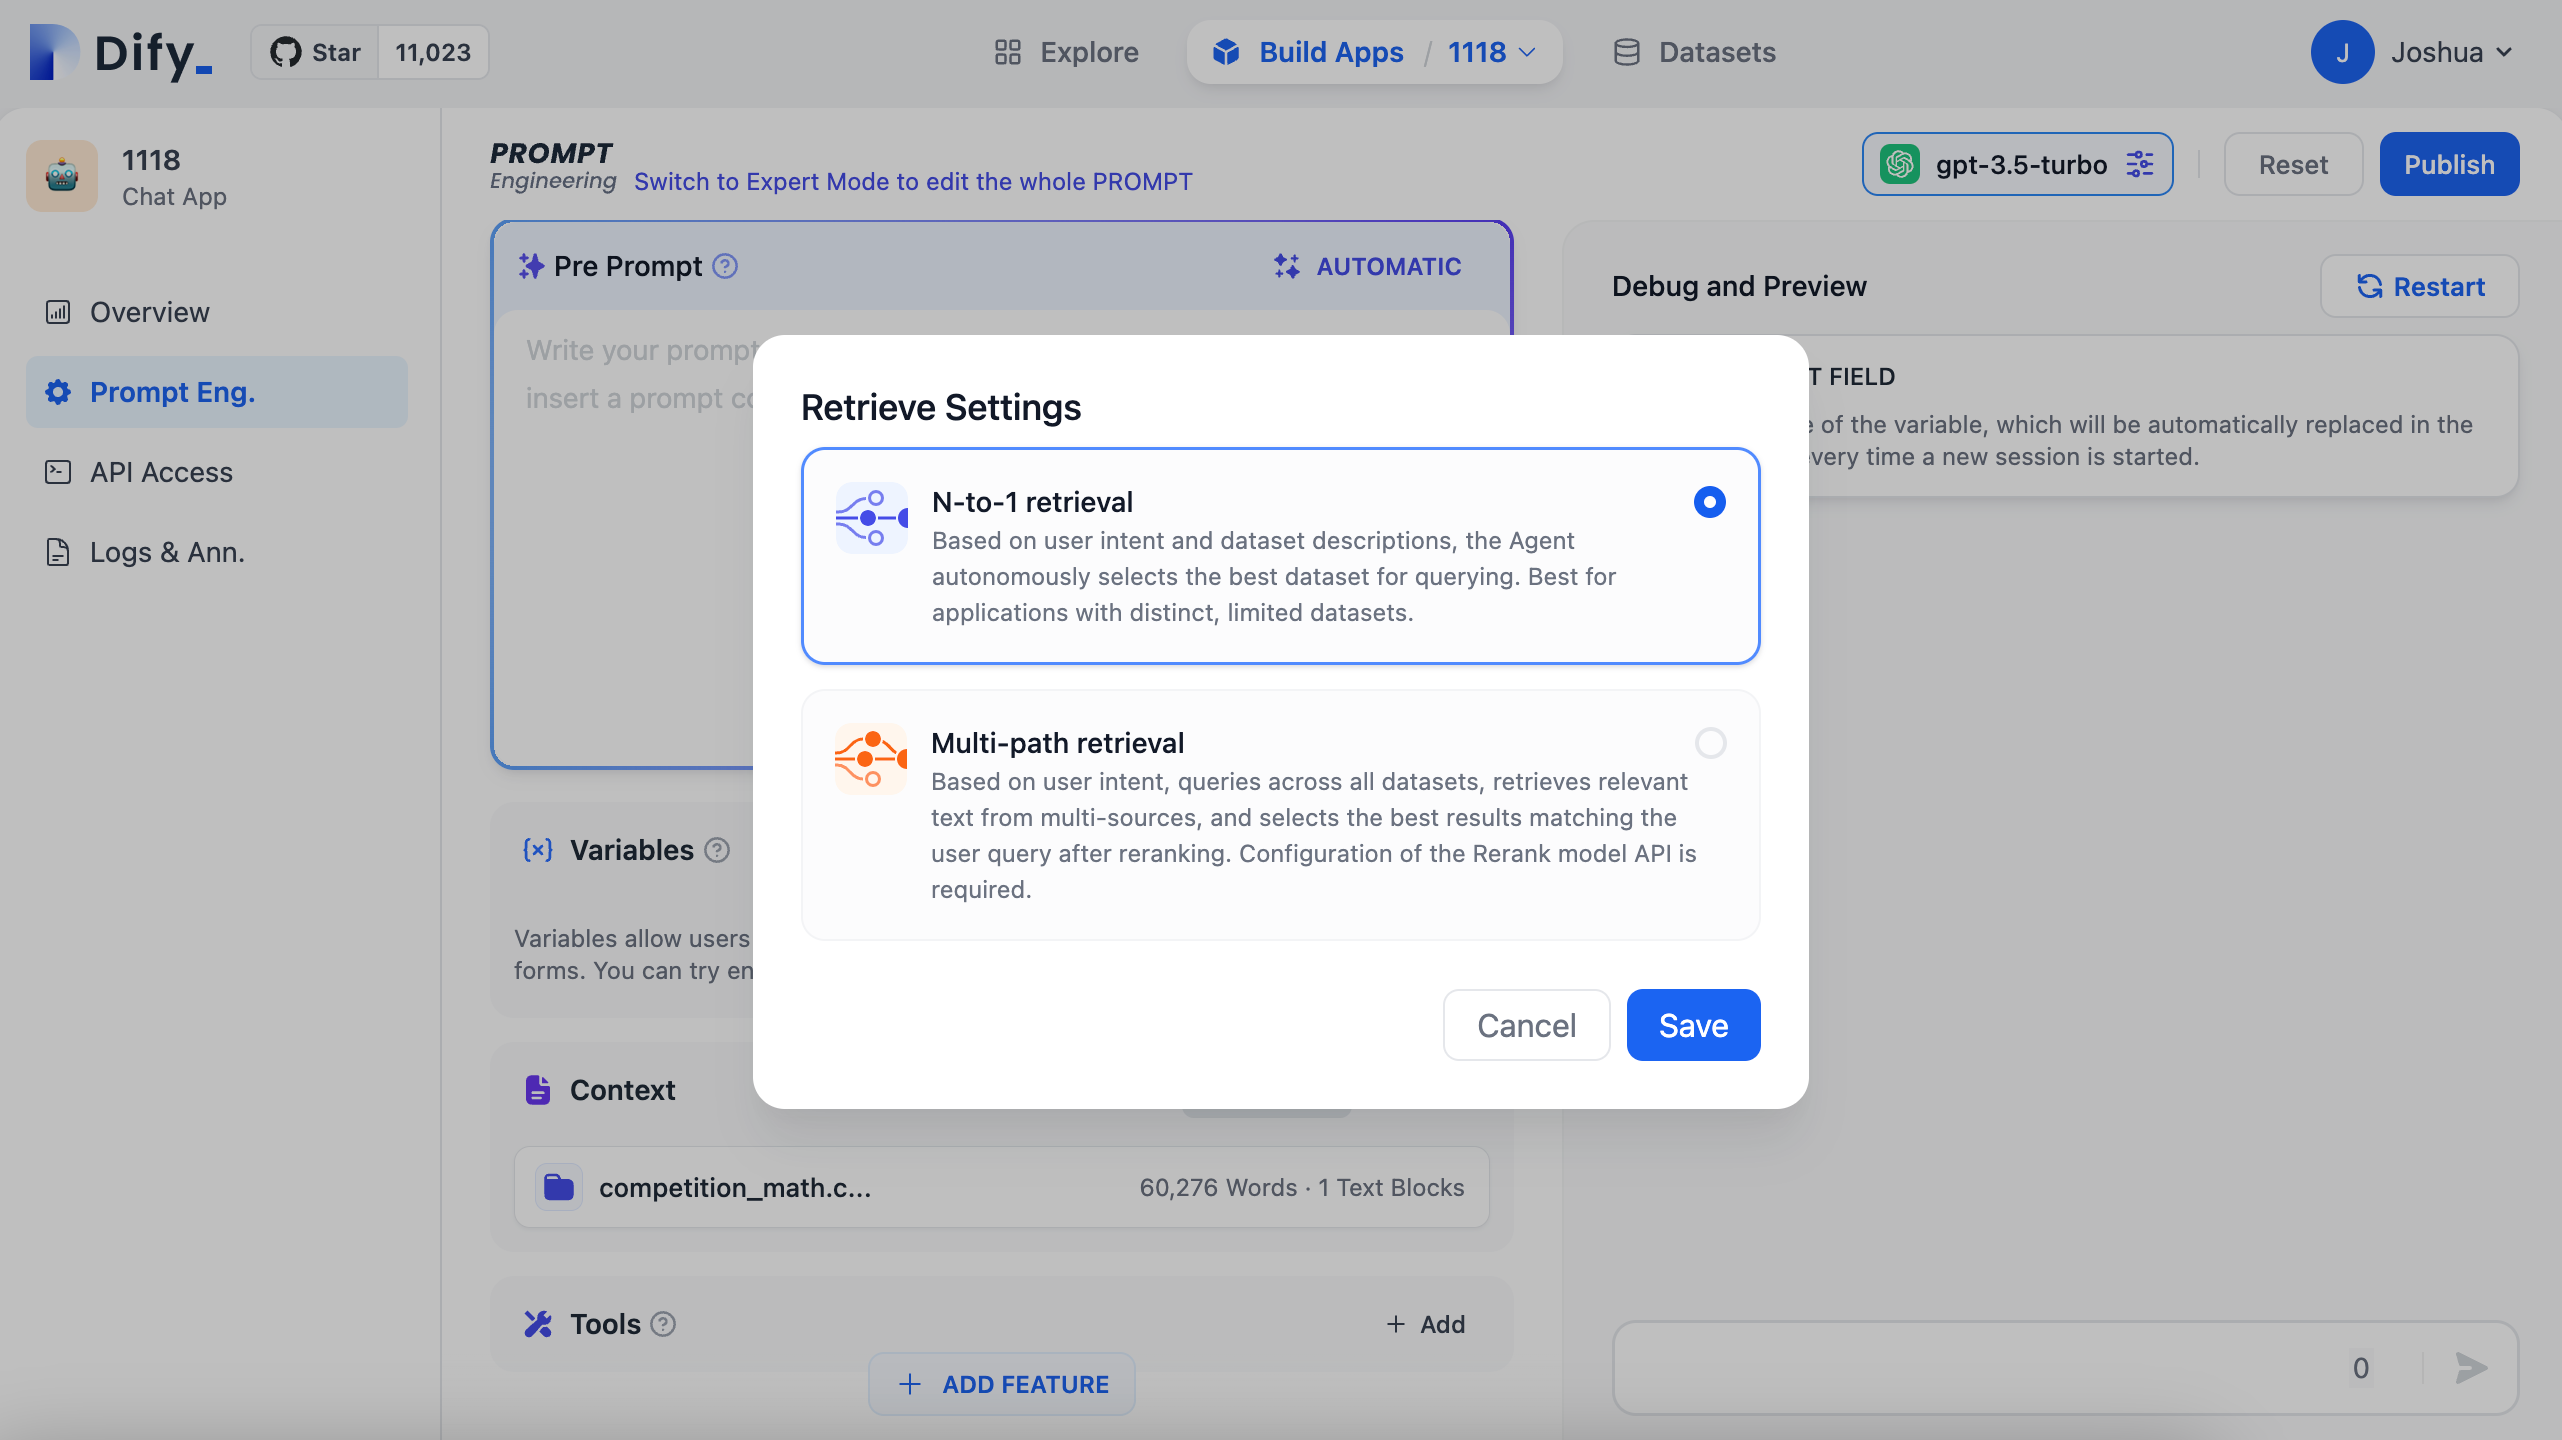 Dify_
Star 11,023
Explore
Build Apps / 1118
Datasets
J Joshua
1118
Chat App
Overview
Prompt Eng.
API Access
Logs & Ann.
PROMPT
Engineering
Switch to Expert Mode to edit the whole PROMPT
gpt-3.5-turbo
Reset
Publish
Pre Prompt
AUTOMATIC
Write your prompt
insert a prompt
Debug and Preview
Restart
T FIELD
e of the variable, which will be automatically replaced in the
every time a new session is started.
Retrieve Settings
N-to-1 retrieval
Based on user intent and dataset descriptions, the Agent
autonomously selects the best dataset for querying. Best for
applications with distinct, limited datasets.
Multi-path retrieval
Based on user intent, queries across all datasets, retrieves relevant
text from multi-sources, and selects the best results matching the
user query after reranking. Configuration of the Rerank model API is
required.
Cancel
Save
{x} Variables
Variables allow users
forms. You can try en
Context
competition_math.c...
60,276 Words · 1 Text Blocks
Tools
+ Add
+ ADD FEATURE
0